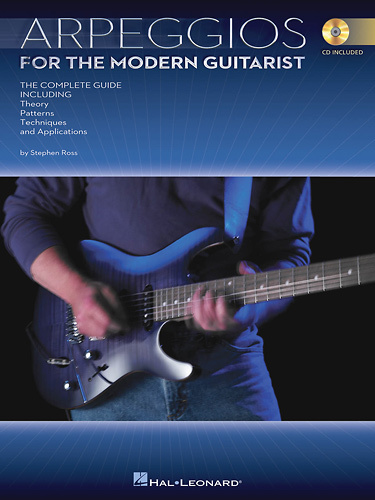 ARPEGGIOS
FOR THE MODERN GUITARIST
CD INCLUDED
THE COMPLETE GUIDE
INCLUDING
Theory
Patterns
Techniques
and Applications
by Stephen Ross
HAL•LEONARD®